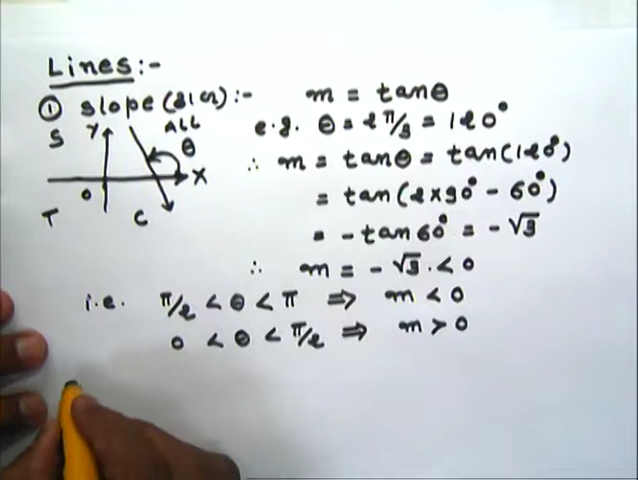 Lines:-
① slope( ):- m = tanθ
S Y ALL θ e.g. θ = 2π/3 = 120°
∴ m = tanθ = tan(120°)
0 X
= tan(2×90° - 60°)
T C
= -tan60° = -√3
∴ m = -√3 . < 0
i.e. π/2 < θ < π ⇒ m < 0
0 < θ < π/2 ⇒ m > 0